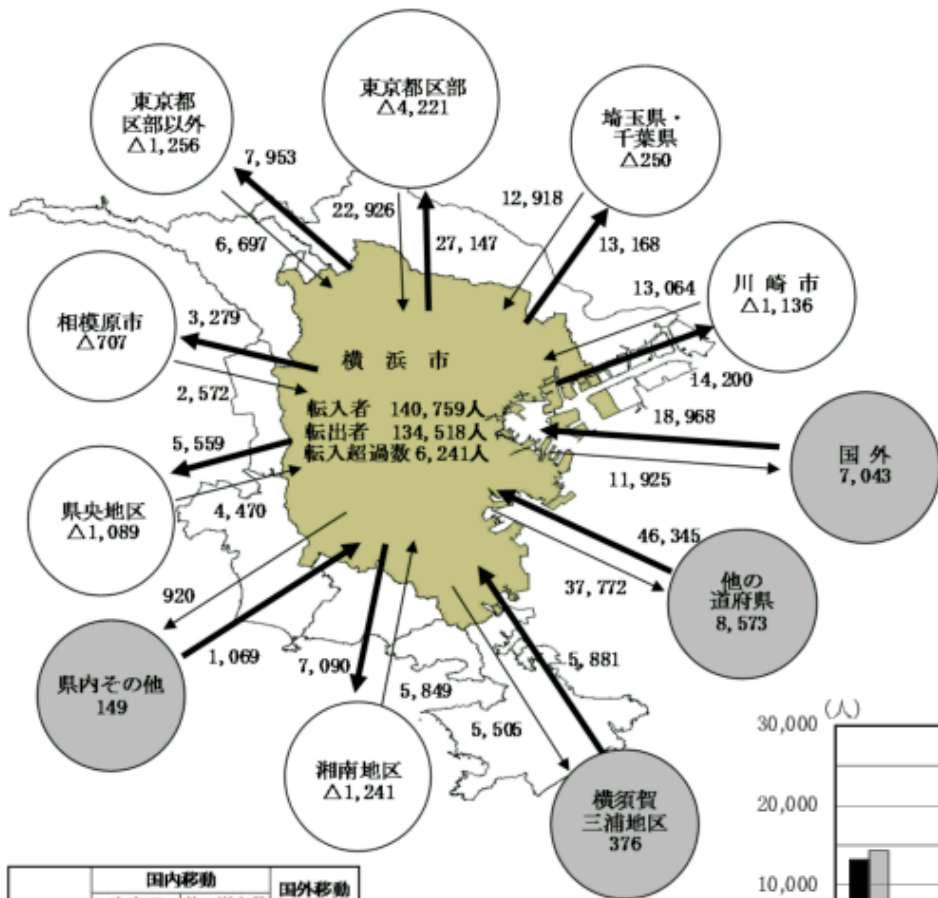 東京都
区部以外
△1,256
東京都区部
△4,221
埼玉県・
千葉県
△250
7,953
6,697
22,926
27,147
12,918
13,168
川崎市
△1,136
13,064
14,200
相模原市
△707
3,279
2,572
横浜市
転入者 140,759人
転出者 134,518人
転入超過数 6,241人
18,968
11,925
国外
7,043
5,559
4,470
県央地区
△1,089
46,345
37,772
他の
道府県
8,573
920
1,069
県内その他
149
7,090
5,849
湘南地区
△1,241
5,881
5,505
横須賀
三浦地区
376
(人)
30,000
20,000
10,000
国内移動
国外移動